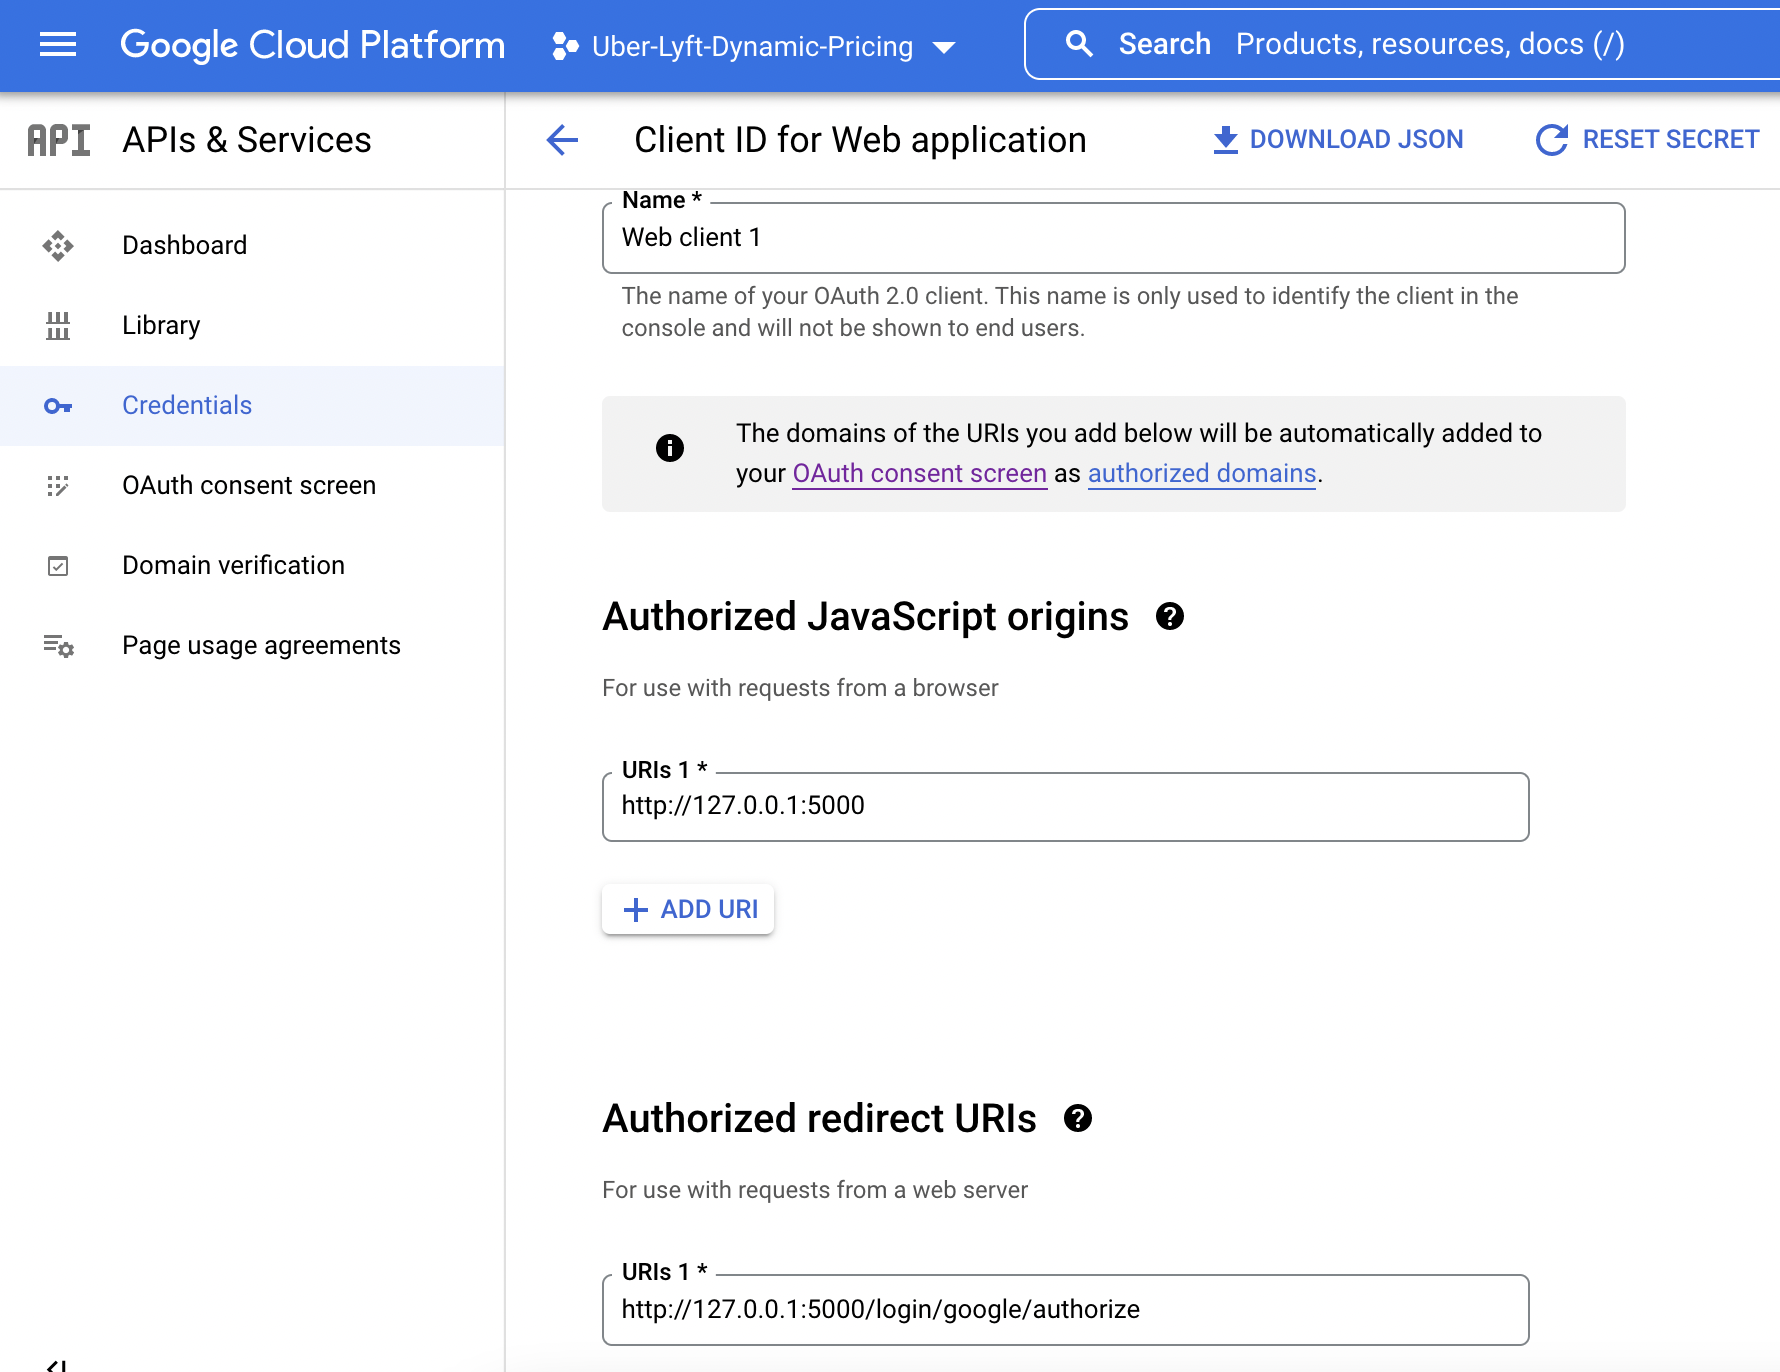 Google Cloud Platform
Uber-Lyft-Dynamic-Pricing
Search Products, resources, docs (/)
API APIs & Services
Client ID for Web application
DOWNLOAD JSON
RESET SECRET
Dashboard
Library
Credentials
OAuth consent screen
Domain verification
Page usage agreements
Name *
Web client 1
The name of your OAuth 2.0 client. This name is only used to identify the client in the
console and will not be shown to end users.
The domains of the URIs you add below will be automatically added to
your OAuth consent screen as authorized domains.
Authorized JavaScript origins
For use with requests from a browser
URIs 1 *
http://127.0.0.1:5000
ADD URI
Authorized redirect URIs
For use with requests from a web server
URIs 1 *
http://127.0.0.1:5000/login/google/authorize